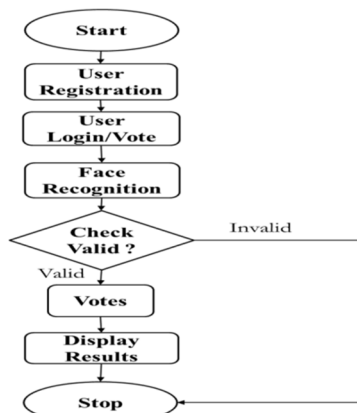 Start
User
Registration
User
Login/Vote
Face
Recognition
Check
Valid ?
Invalid
Valid
Votes
Display
Results
Stop